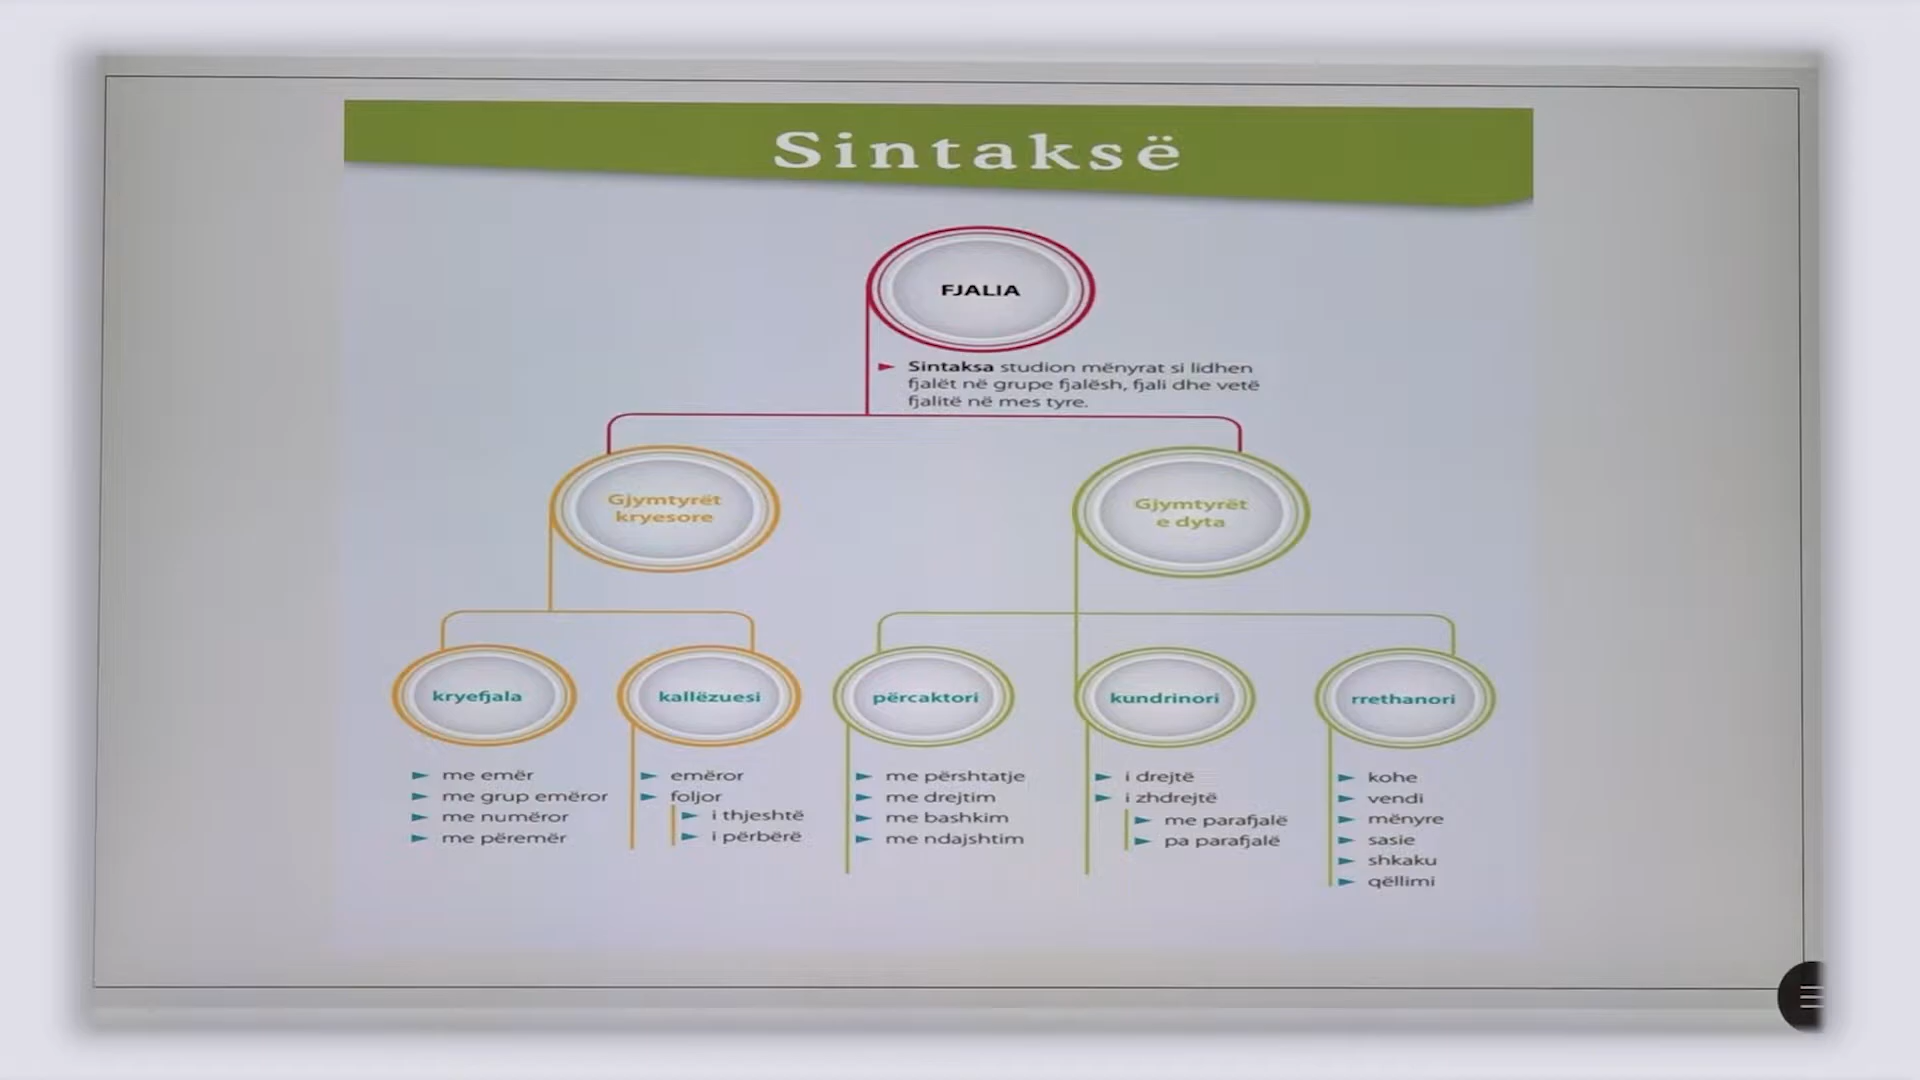 Sintaksë
FJALIA
Sintaksa studion mënyrat si lidhen
fjalët në grupe fjalësh, fjali dhe vetë
fjalitë në mes tyre.
Gjymtyrët
kryesore
Gjymtyrët
e dyta
kryefjala
me emër
me grup emëror
me numëror
me përemër
kallëzuesi
emëror
foljor
i thjeshtë
i përbërë
përcaktori
me përshtatje
me drejtim
me bashkim
me ndajshtim
kundrinori
i drejtë
i zhdrejtë
me parafjalë
pa parafjalë
rrethanori
kohe
vendi
mënyre
sasie
shkaku
qëllimi